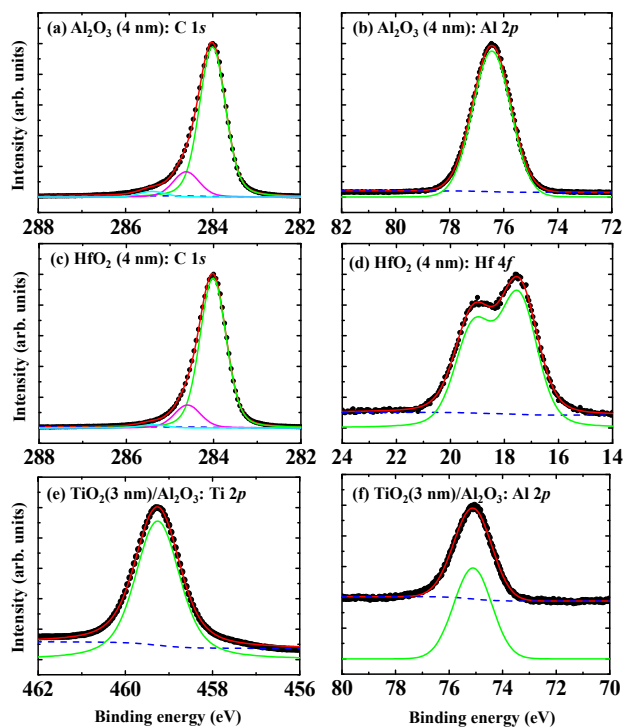 (a) Al₂O₃ (4 nm): C 1s
(b) Al₂O₃ (4 nm): Al 2p
Intensity (arb. units)
288 286 284 282
82 80 78 76 74 72
(c) HfO₂ (4 nm): C 1s
(d) HfO₂ (4 nm): Hf 4f
Intensity (arb. units)
288 286 284 282
24 22 20 18 16 14
(e) TiO₂(3 nm)/Al₂O₃: Ti 2p
(f) TiO₂(3 nm)/Al₂O₃: Al 2p
Intensity (arb. units)
462 460 458 456
80 78 76 74 72 70
Binding energy (eV)
Binding energy (eV)